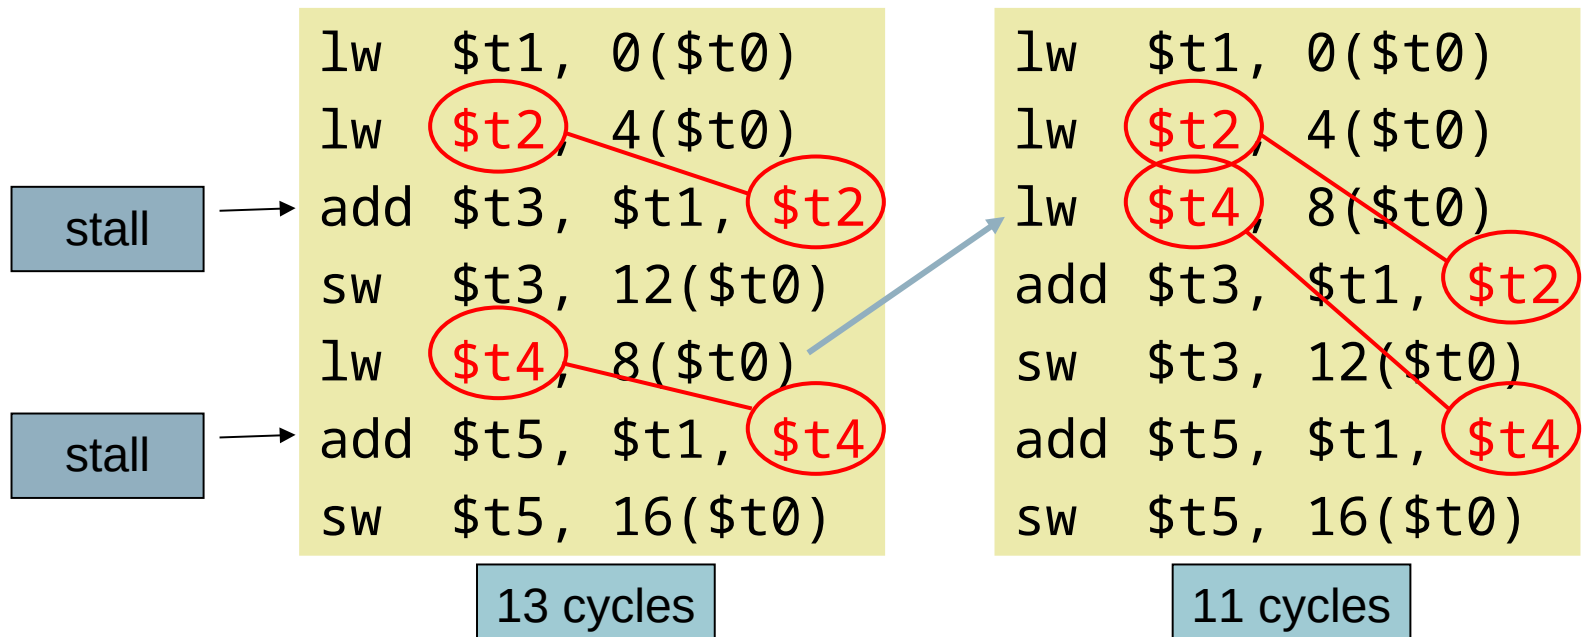 stall
stall
lw $t1, 0($t0)
lw $t2, 4($t0)
add $t3, $t1, $t2
sw $t3, 12($t0)
lw $t4, 8($t0)
add $t5, $t1, $t4
sw $t5, 16($t0)
13 cycles
lw $t1, 0($t0)
lw $t2, 4($t0)
lw $t4, 8($t0)
add $t3, $t1, $t2
sw $t3, 12($t0)
add $t5, $t1, $t4
sw $t5, 16($t0)
11 cycles